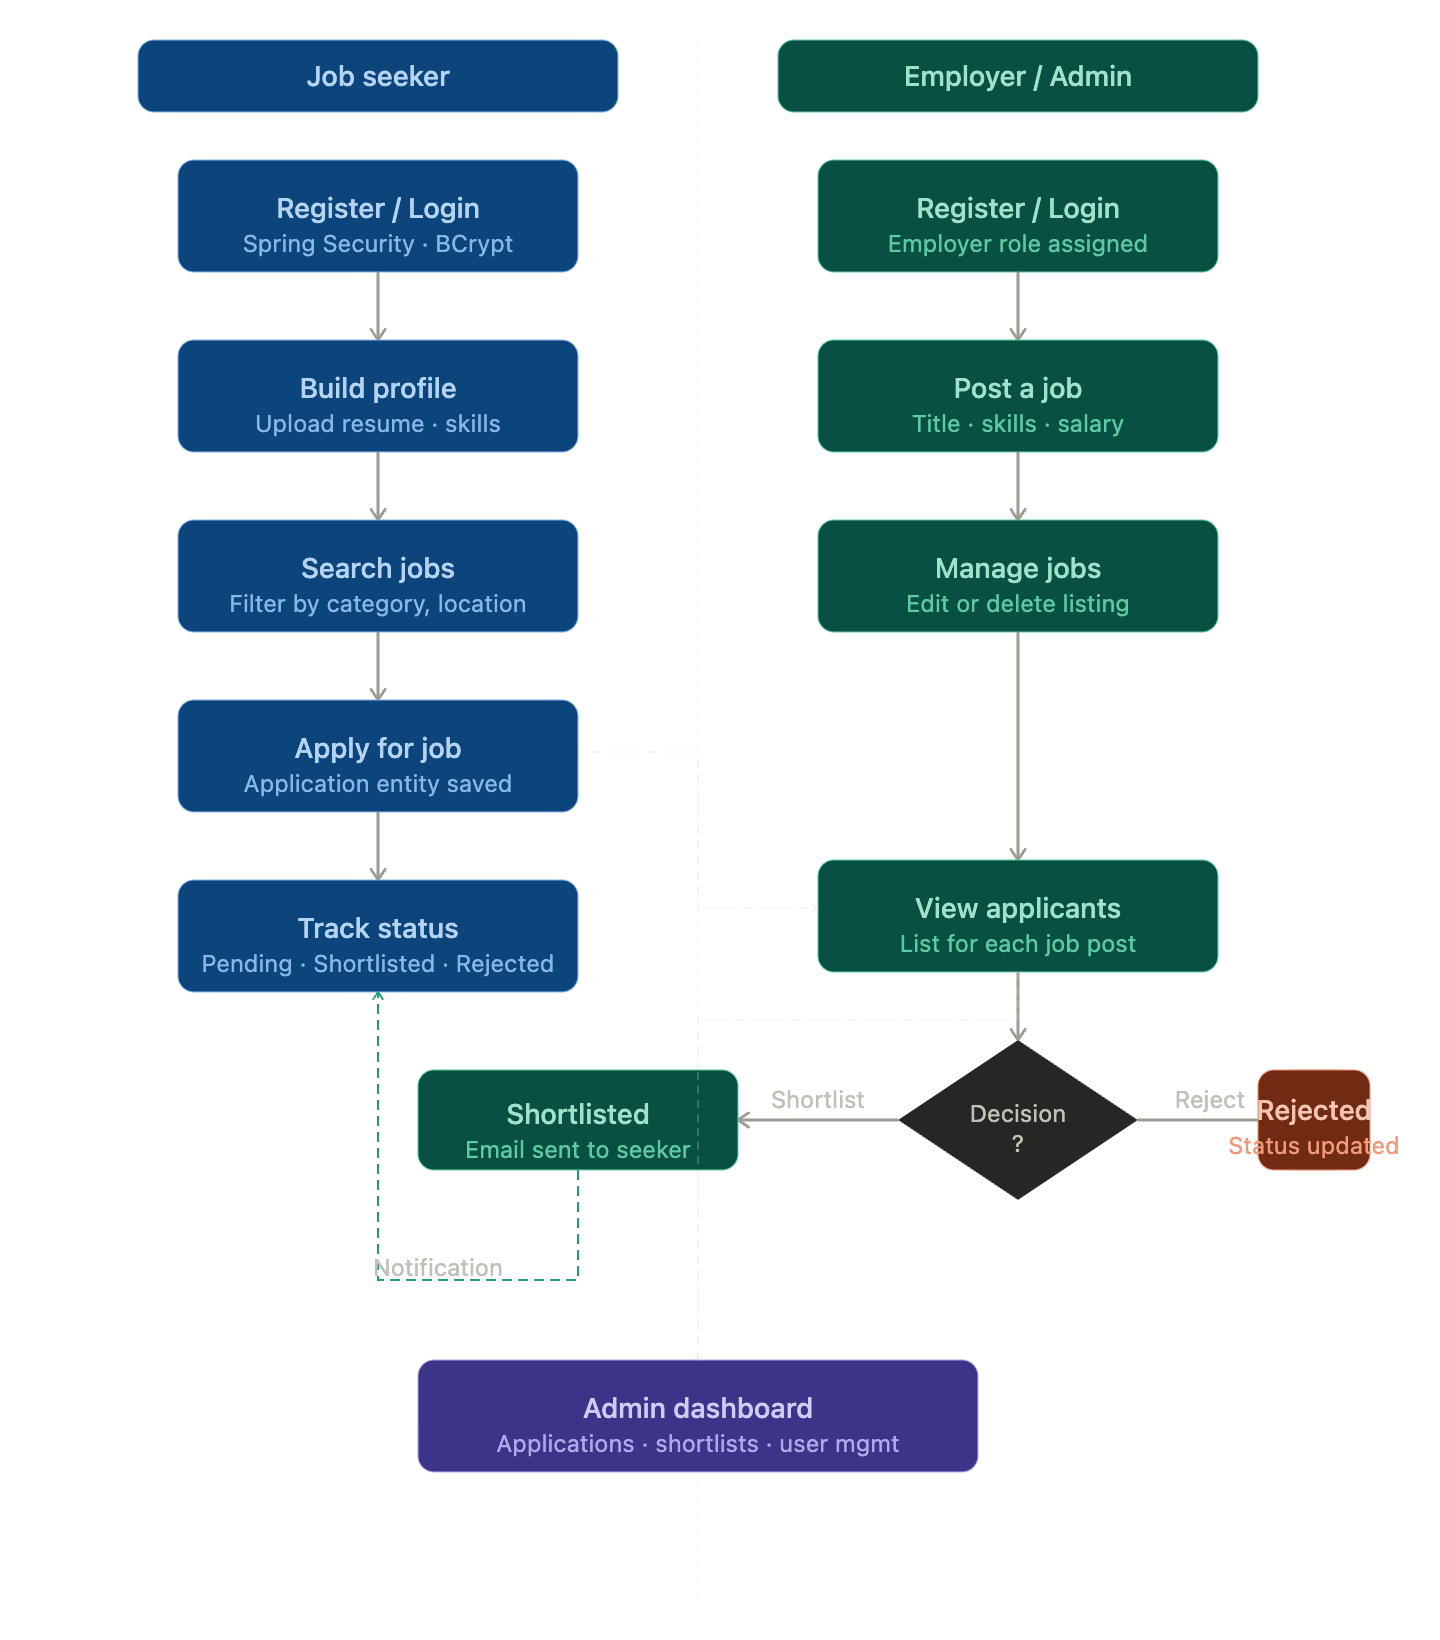 Job seeker
Employer / Admin
Register / Login
Spring Security · BCrypt
Register / Login
Employer role assigned
Build profile
Upload resume · skills
Post a job
Title · skills · salary
Search jobs
Filter by category, location
Manage jobs
Edit or delete listing
Apply for job
Application entity saved
View applicants
List for each job post
Track status
Pending · Shortlisted · Rejected
Shortlisted
Email sent to seeker
Shortlist
Decision
?
Reject
Rejected
Status updated
Notification
Admin dashboard
Applications · shortlists · user mgmt